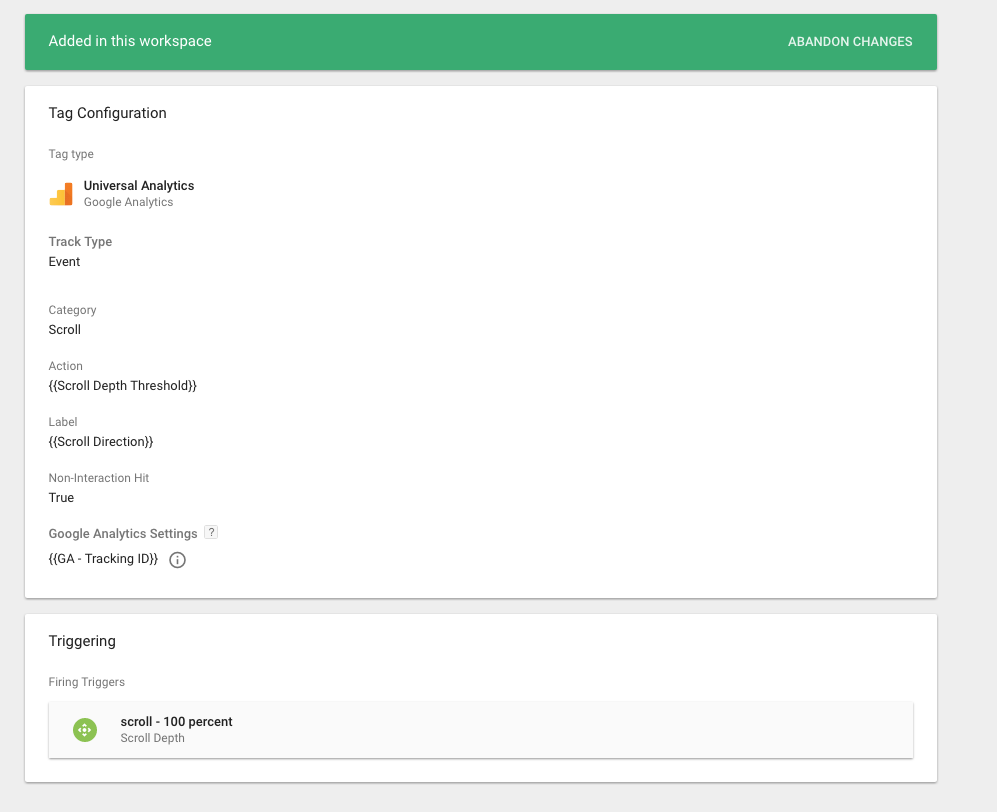 Added in this workspace
ABANDON CHANGES
Tag Configuration
Tag type
Universal Analytics
Google Analytics
Track Type
Event
Category
Scroll
Action
{{Scroll Depth Threshold}}
Label
{{Scroll Direction}}
Non-Interaction Hit
True
Google Analytics Settings ?
{{GA - Tracking ID}}
Triggering
Firing Triggers
scroll - 100 percent
Scroll Depth